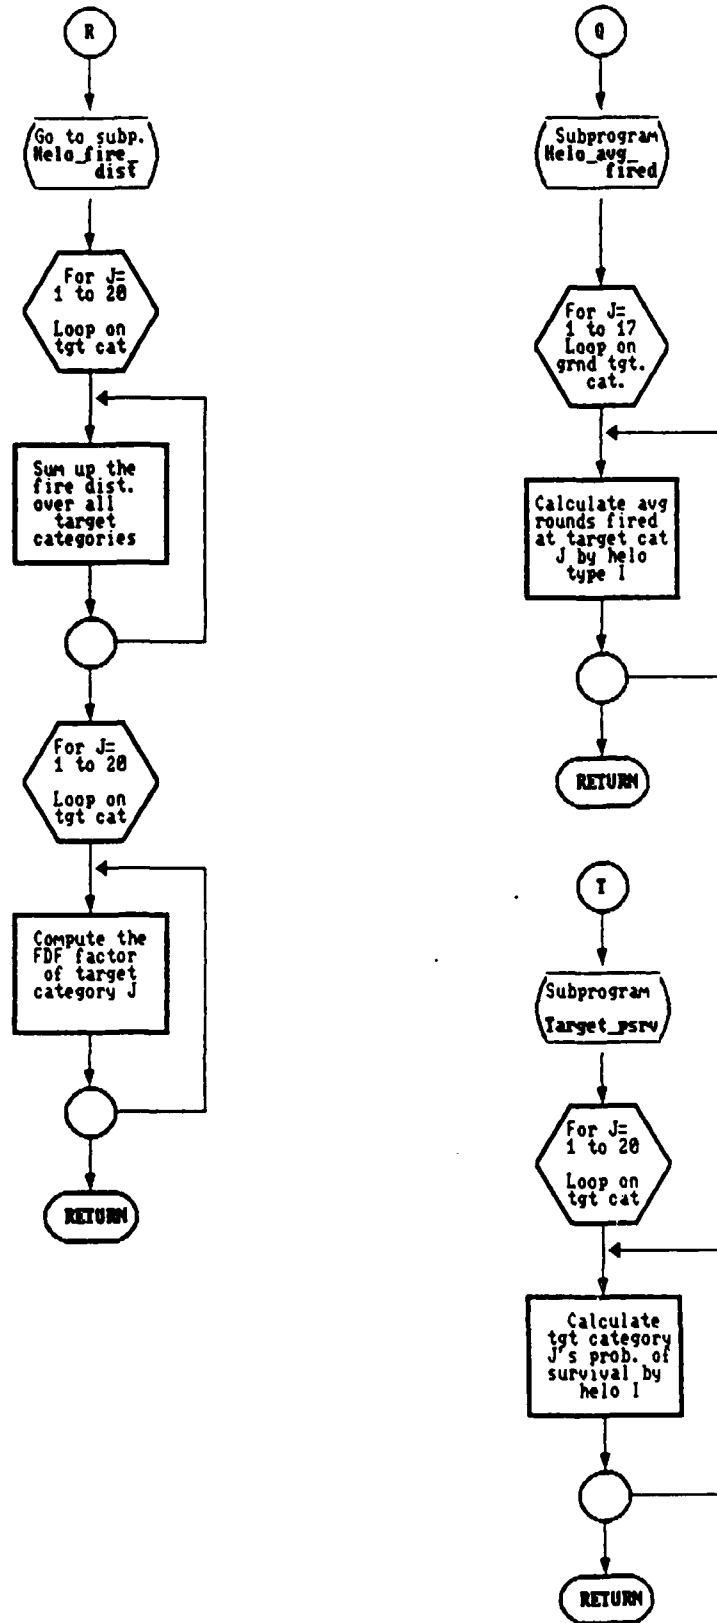 R
Go to subp.
Helo_fire_
dist
For J=
1 to 20
Loop on
tgt cat
Sum up the
fire dist.
over all
target
categories
For J=
1 to 20
Loop on
tgt cat
Compute the
FDF factor
of target
category J
RETURN
Q
Subprogram
Helo_avg_
fired
For J=
1 to 17
Loop on
grnd tgt.
cat.
Calculate avg
rounds fired
at target cat
J by helo
type I
RETURN
T
Subprogram
Target_psrv
For J=
1 to 20
Loop on
tgt cat
Calculate
tgt category
J's prob. of
survival by
helo I
RETURN